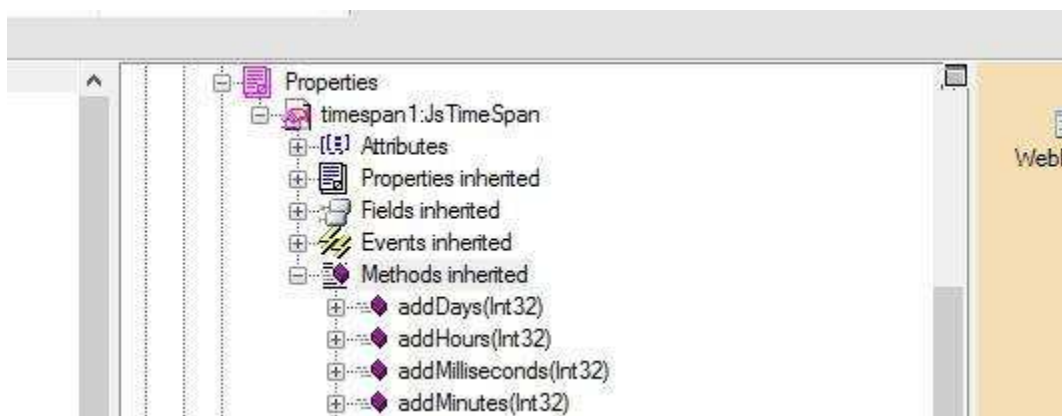 Properties
timespan1:JsTimeSpan
Attributes
Properties inherited
Fields inherited
Events inherited
Methods inherited
addDays(Int32)
addHours(Int32)
addMilliseconds(Int32)
addMinutes(Int32)